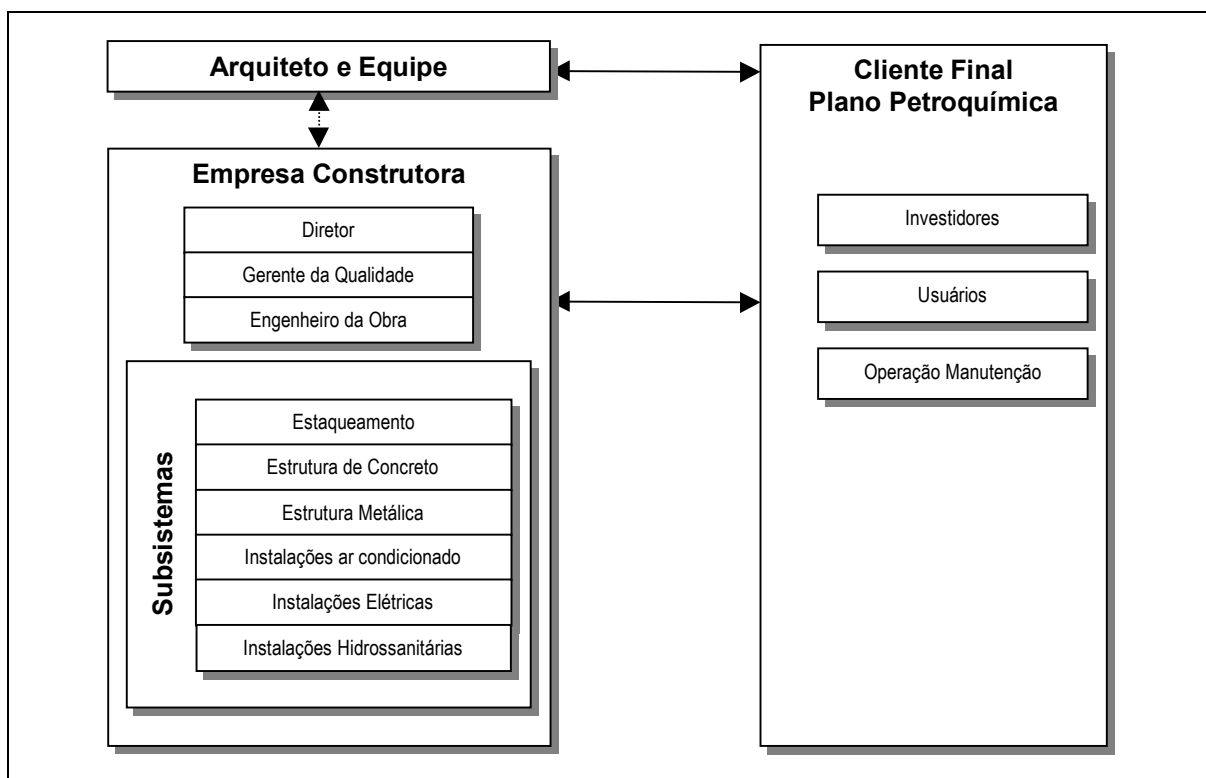 Arquiteto e Equipe
Empresa Construtora
Diretor
Gerente da Qualidade
Engenheiro da Obra
Subsistemas
Estaqueamento
Estrutura de Concreto
Estrutura Metálica
Instalações ar condicionado
Instalações Elétricas
Instalações Hidrossanitárias
Cliente Final
Plano Petroquímica
Investidores
Usuários
Operação Manutenção